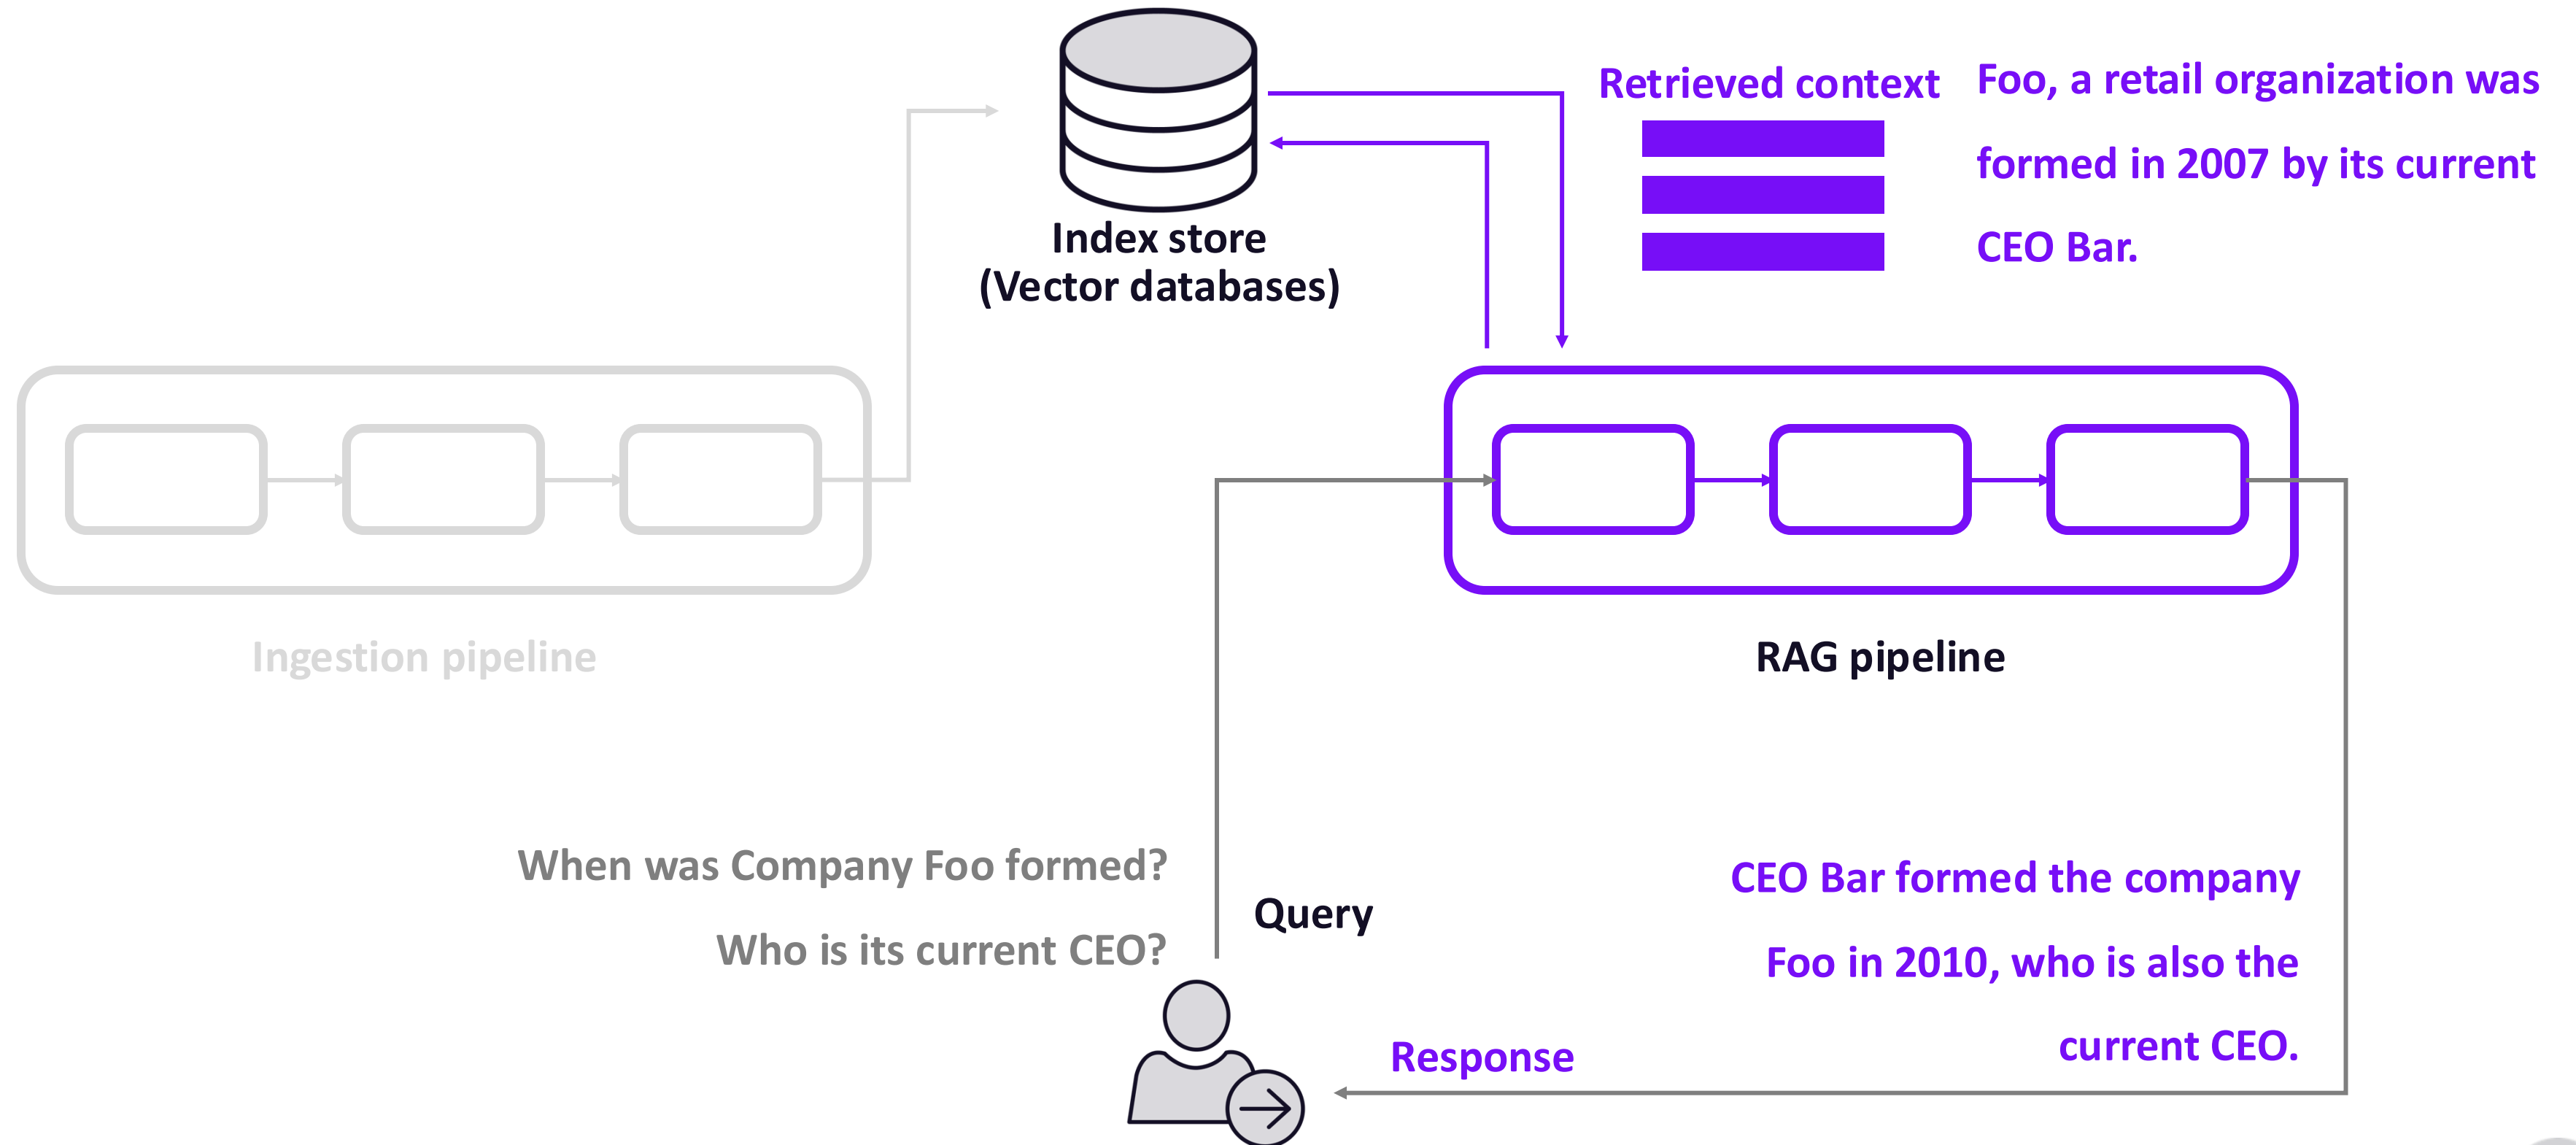 Retrieved context
Foo, a retail organization was
formed in 2007 by its current
CEO Bar.
Index store
(Vector databases)
Ingestion pipeline
RAG pipeline
When was Company Foo formed?
Who is its current CEO?
Query
CEO Bar formed the company
Foo in 2010, who is also the
current CEO.
Response